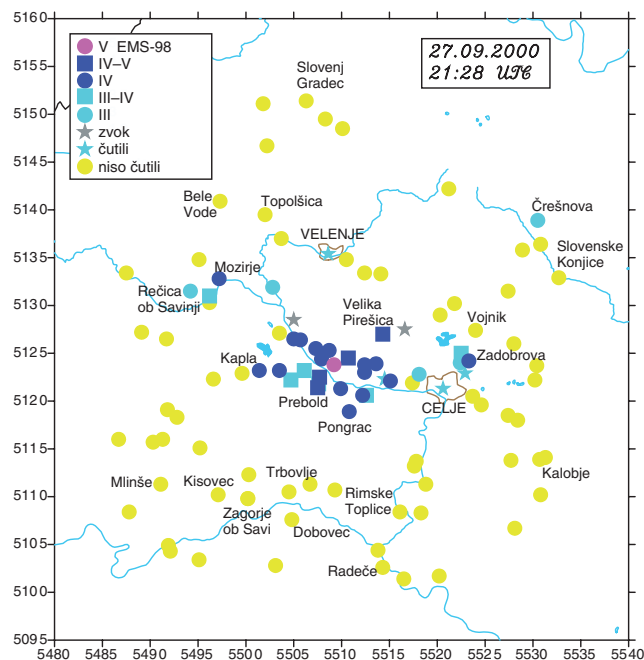 5160
5155
5150
5145
5140
5135
5130
5125
5120
5115
5110
5105
5100
5095
5480
5485
5490
5495
5500
5505
5510
5515
5520
5525
5530
5535
5540
V EMS-98
IV–V
IV
III–IV
III
zvok
čutili
niso čutili
27.09.2000
21:28 UTC
Slovenj
Gradec
Bele
Vode
Topolšica
VELENJE
Črešnova
Slovenske
Konjice
Mozirje
Rečica
ob Savinji
Velika
Pirešica
Vojnik
Kapla
Zadobrova
Prebold
CELJE
Pongrac
Mlinše
Kisovec
Trbovlje
Rimske
Toplice
Kalobje
Zagorje
ob Savi
Dobovec
Radeče